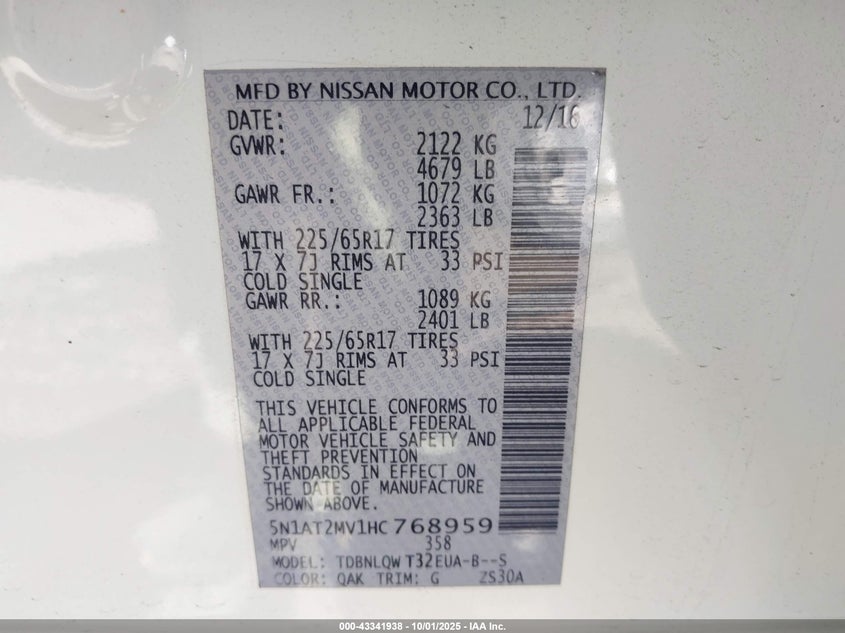 MFD BY NISSAN MOTOR CO., LTD.
DATE: 12/16
GVWR: 2122 KG
4679 LB
GAWR FR.: 1072 KG
2363 LB
WITH 225/65R17 TIRES
17 X 7J RIMS AT 33 PSI
COLD SINGLE
GAWR RR.: 1089 KG
2401 LB
WITH 225/65R17 TIRES
17 X 7J RIMS AT 33 PSI
COLD SINGLE
THIS VEHICLE CONFORMS TO
ALL APPLICABLE FEDERAL
MOTOR VEHICLE SAFETY AND
THEFT PREVENTION
STANDARDS IN EFFECT ON
THE DATE OF MANUFACTURE
SHOWN ABOVE.
5N1AT2MV1HC768959
MPV 358
MODEL: TDBNLQW T32EUA-B--S
COLOR: QAK TRIM: G ZS30A
000-43341938 - 10/01/2025 - IAA Inc.